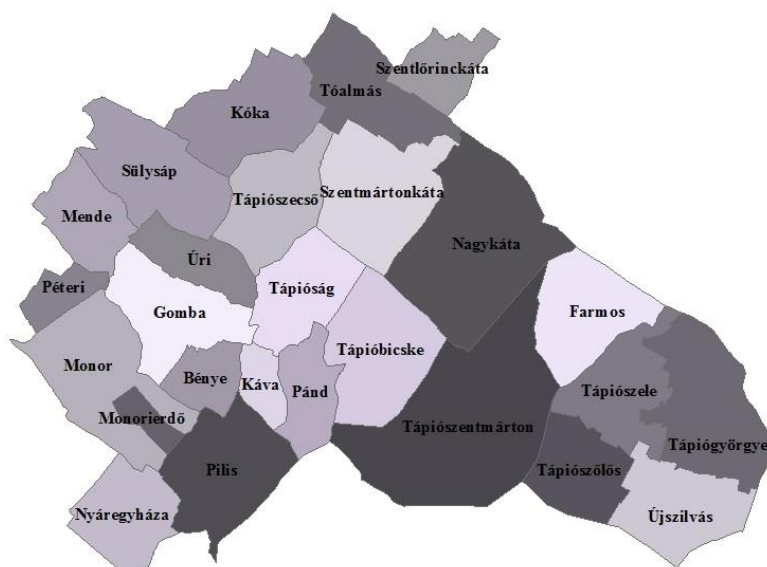 Szentlőrinckáta
Tóalmás
Kóka
Sülysáp
Tápiószecső
Szentmártonkáta
Mende
Nagykáta
Úri
Péteri
Tápióság
Gomba
Farmos
Tápióbicske
Monor
Bénye
Káva
Pánd
Tápiószele
Monorierdő
Tápiószentmárton
Tápiógyörgye
Pilis
Tápiószőlős
Nyáregyháza
Újszilvás